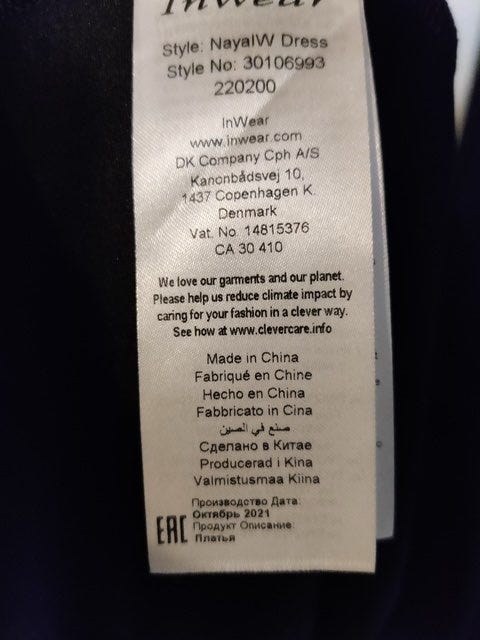 InWear
Style: NayaIW Dress
Style No: 30106993
220200
InWear
www.inwear.com
DK Company Cph A/S
Kanonbådsvej 10,
1437 Copenhagen K.
Denmark
Vat. No. 14815376
CA 30 410
We love our garments and our planet.
Please help us reduce climate impact by
caring for your fashion in a clever way.
See how at www.clevercare.info
Made in China
Fabriqué en Chine
Hecho en China
Fabbricato in Cina
صنع في الصين
Сделано в Китае
Producerad i Kina
Valmistusmaa Kiina
Производство Дата:
Октябрь 2021
EAC
Продукт Описание:
Платья